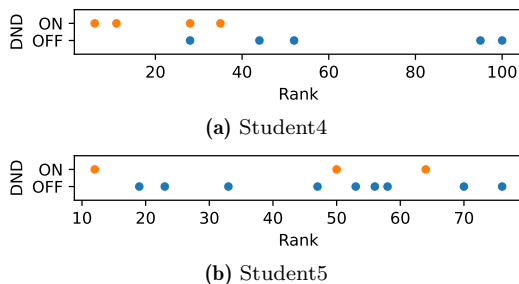 DND
ON
OFF
20 40 60 80 100
Rank
(a) Student4
DND
ON
OFF
10 20 30 40 50 60 70
Rank
(b) Student5